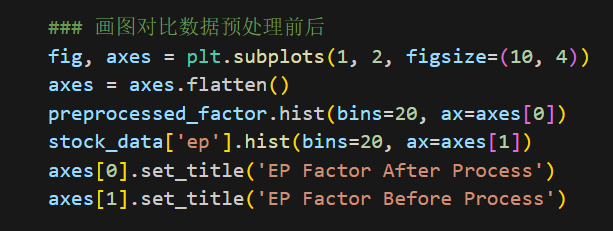 ### 画图对比数据预处理前后
fig, axes = plt.subplots(1, 2, figsize=(10, 4))
axes = axes.flatten()
preprocessed_factor.hist(bins=20, ax=axes[0])
stock_data['ep'].hist(bins=20, ax=axes[1])
axes[0].set_title('EP Factor After Process')
axes[1].set_title('EP Factor Before Process')